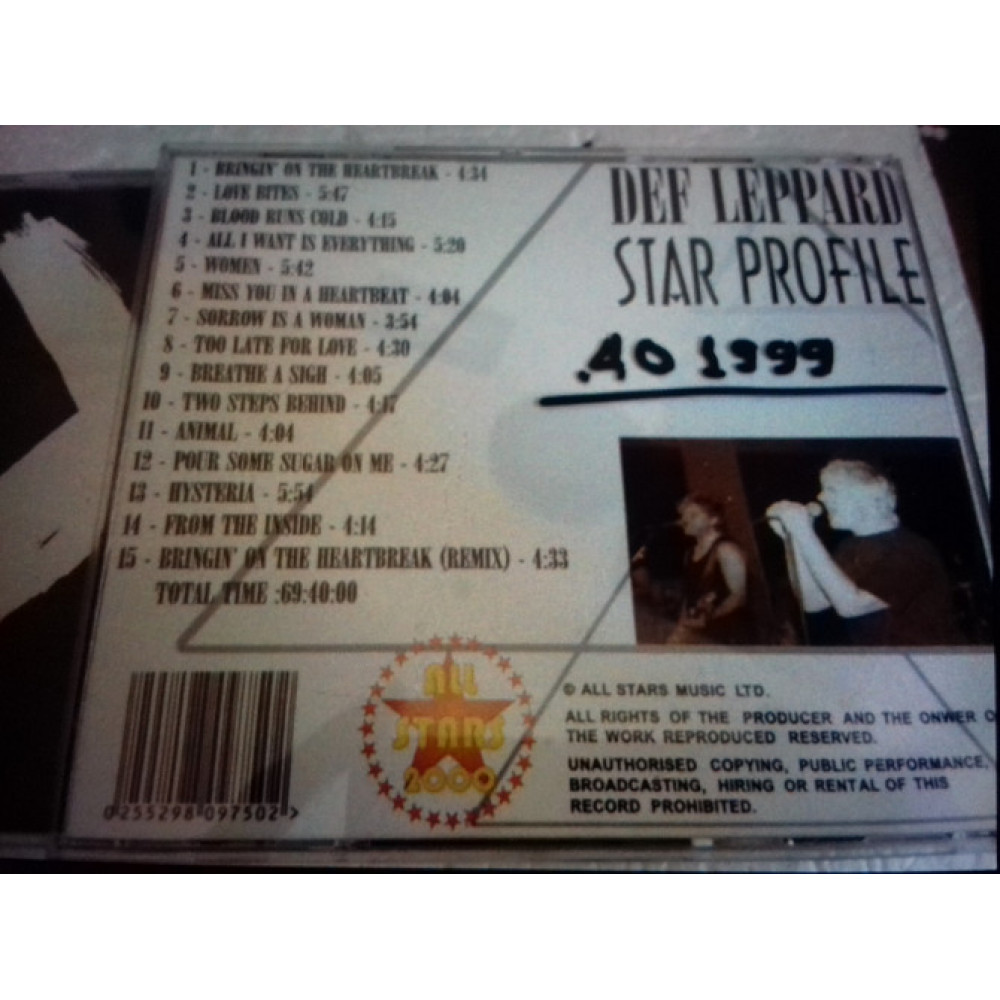 1 - BRINGIN' ON THE HEARTBREAK - 4:34
2 - LOVE BITES - 5:47
3 - BLOOD RUNS COLD - 4:15
4 - ALL I WANT IS EVERYTHING - 5:20
5 - WOMEN - 5:42
6 - MISS YOU IN A HEARTBEAT - 4:04
7 - SORROW IS A WOMAN - 3:54
8 - TOO LATE FOR LOVE - 4:30
9 - BREATHE A SIGH - 4:05
10 - TWO STEPS BEHIND - 4:17
11 - ANIMAL - 4:04
12 - POUR SOME SUGAR ON ME - 4:27
13 - HYSTERIA - 5:54
14 - FROM THE INSIDE - 4:14
15 - BRINGIN' ON THE HEARTBREAK (REMIX) - 4:33
TOTAL TIME :69:40:00
DEF LEPPARD
STAR PROFILE
.40 1999
0 255298 097502 >
ALL
STARS
2000
© ALL STARS MUSIC LTD.
ALL RIGHTS OF THE PRODUCER AND THE ONWER O
THE WORK REPRODUCED RESERVED.
UNAUTHORISED COPYING, PUBLIC PERFORMANCE,
BROADCASTING, HIRING OR RENTAL OF THIS
RECORD PROHIBITED.